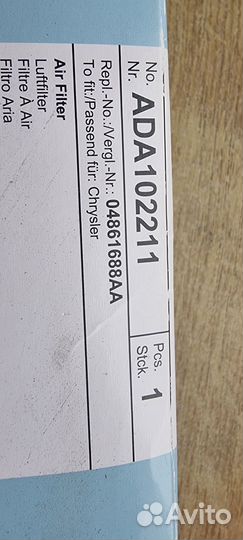 No. ADA102211 Pcs. 1
Nr. Stck.
Repl.-No.:/Vergl.-Nr.: 04861688AA
To fit:/Passend für: Chrysler
Air Filter
Luftfilter
Filtre À Air
Filtro Aria
Avito